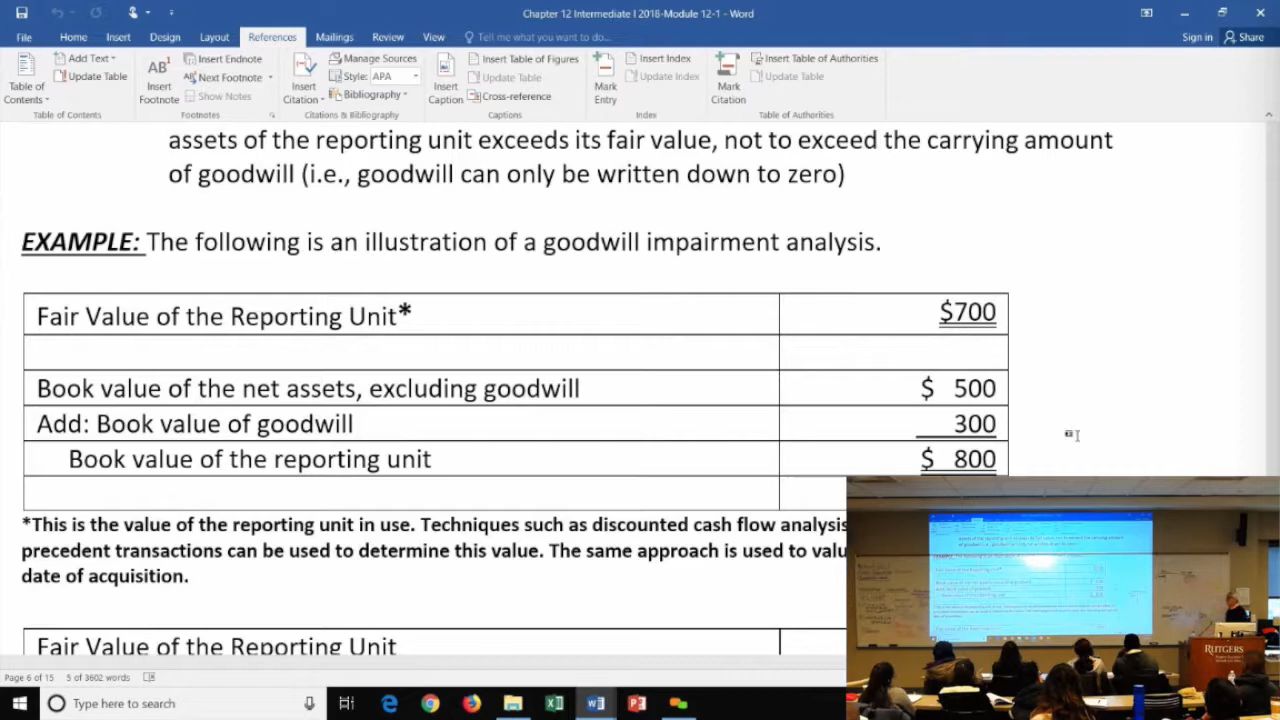 Chapter 12 Intermediate I 2018-Module 12-1 - Word
File Home Insert Design Layout References Mailings Review View Tell me what you want to do... Sign in Share
Table of Contents
Add Text
Update Table
Table of Contents
AB1
Insert Footnote
Insert Endnote
Next Footnote
Show Notes
Footnotes
Insert Citation
Manage Sources
Style: APA
Bibliography
Citations & Bibliography
Insert Caption
Insert Table of Figures
Update Table
Cross-reference
Captions
Mark Entry
Insert Index
Update Index
Index
Mark Citation
Insert Table of Authorities
Update Table
Table of Authorities
assets of the reporting unit exceeds its fair value, not to exceed the carrying amount
of goodwill (i.e., goodwill can only be written down to zero)
EXAMPLE: The following is an illustration of a goodwill impairment analysis.
Fair Value of the Reporting Unit* $700
Book value of the net assets, excluding goodwill $ 500
Add: Book value of goodwill 300
Book value of the reporting unit $ 800
*This is the value of the reporting unit in use. Techniques such as discounted cash flow analysis
precedent transactions can be used to determine this value. The same approach is used to valu
date of acquisition.
Fair Value of the Reporting Unit
Page 6 of 15 5 of 3602 words
Type here to search
RUTGERS